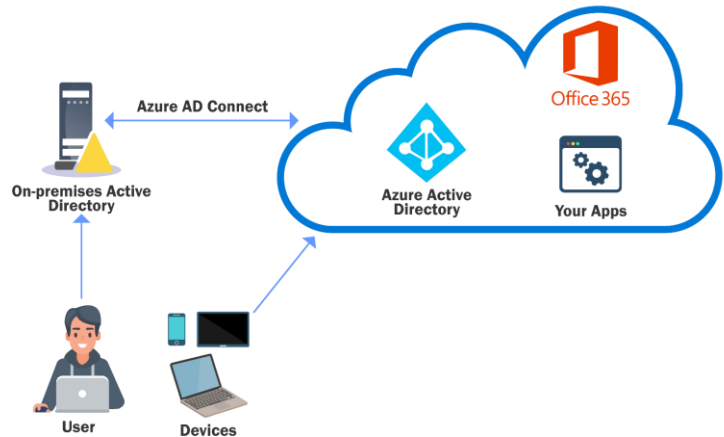 Office 365
Azure AD Connect
On-premises Active
Directory
Azure Active
Directory
Your Apps
User
Devices